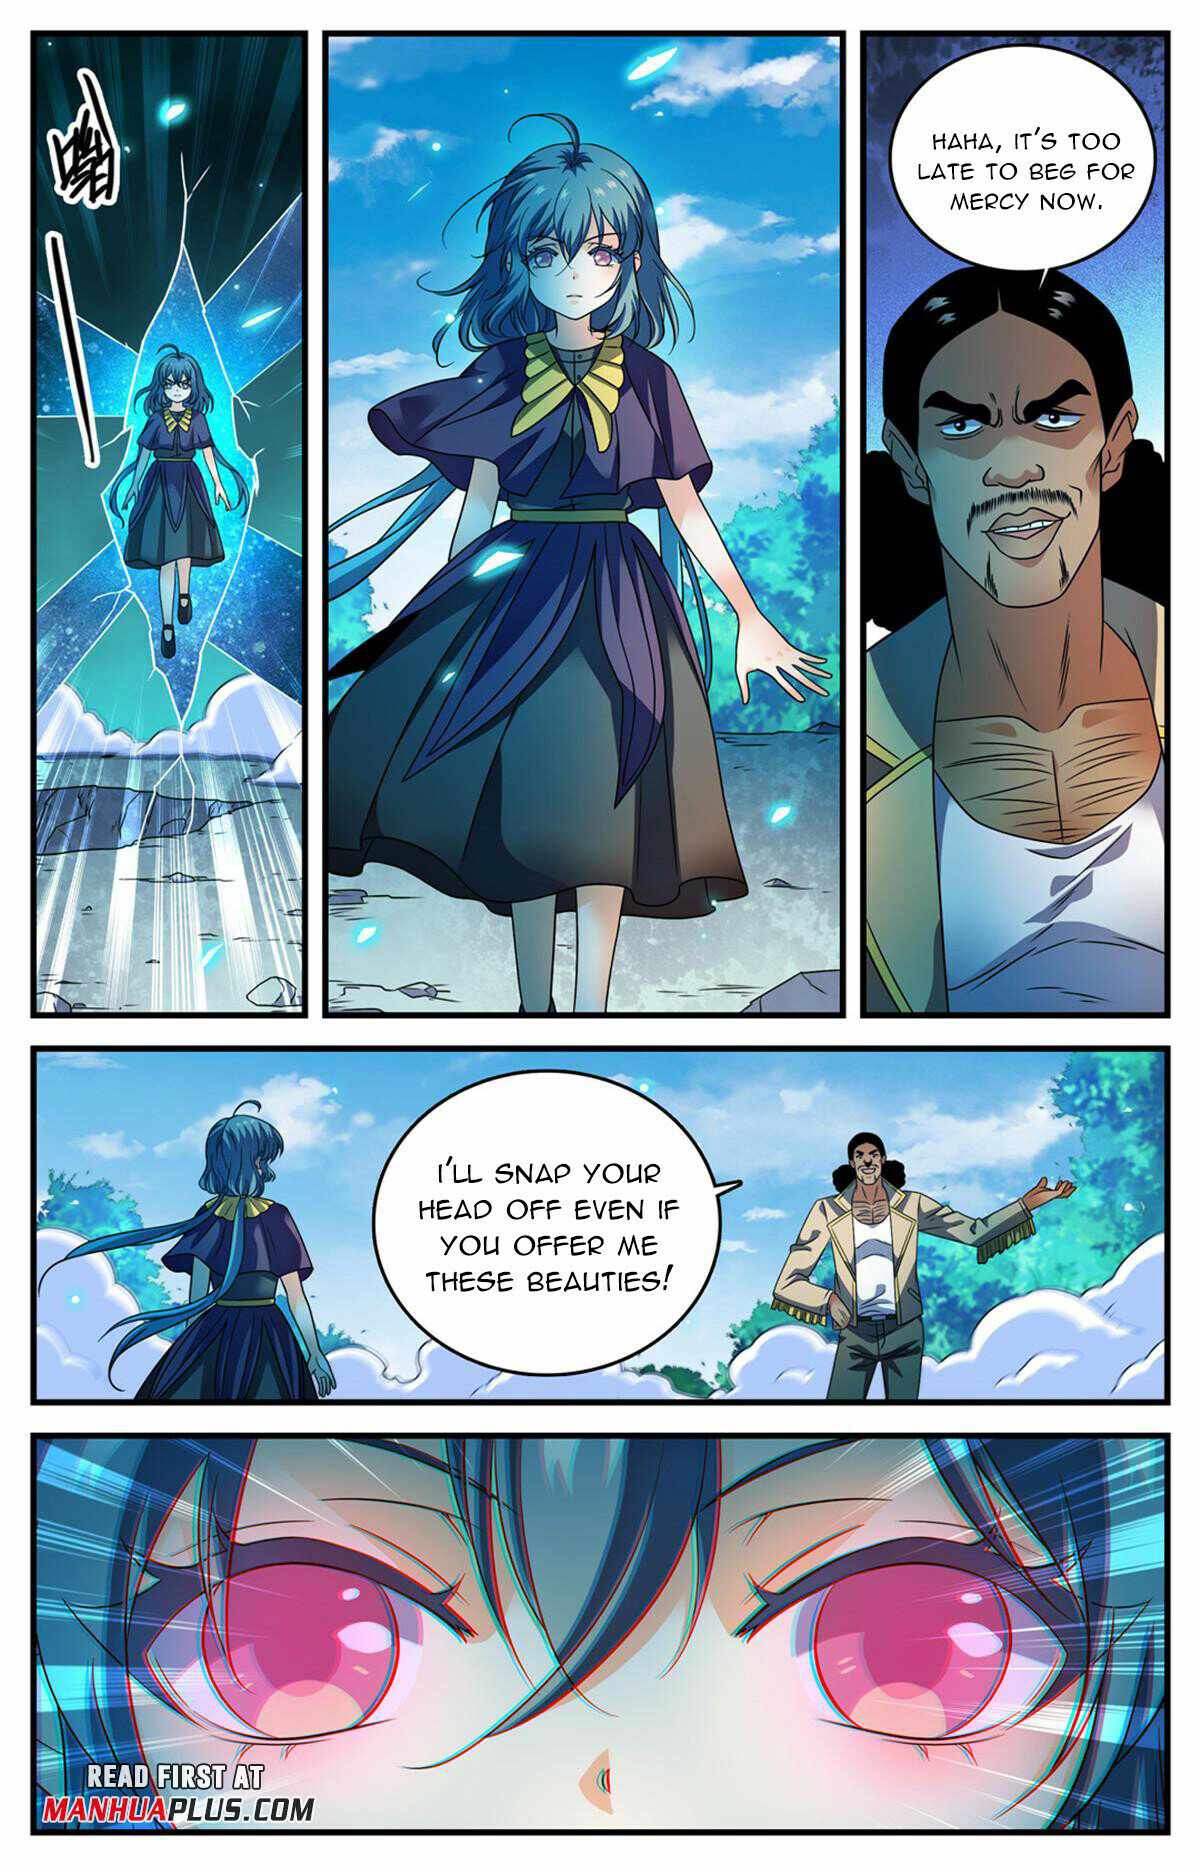 HAHA, IT'S TOO
LATE TO BEG FOR
MERCY NOW.
I'LL SNAP YOUR
HEAD OFF EVEN IF
YOU OFFER ME
THESE BEAUTIES!
READ FIRST AT
MANHUAPLUS.COM